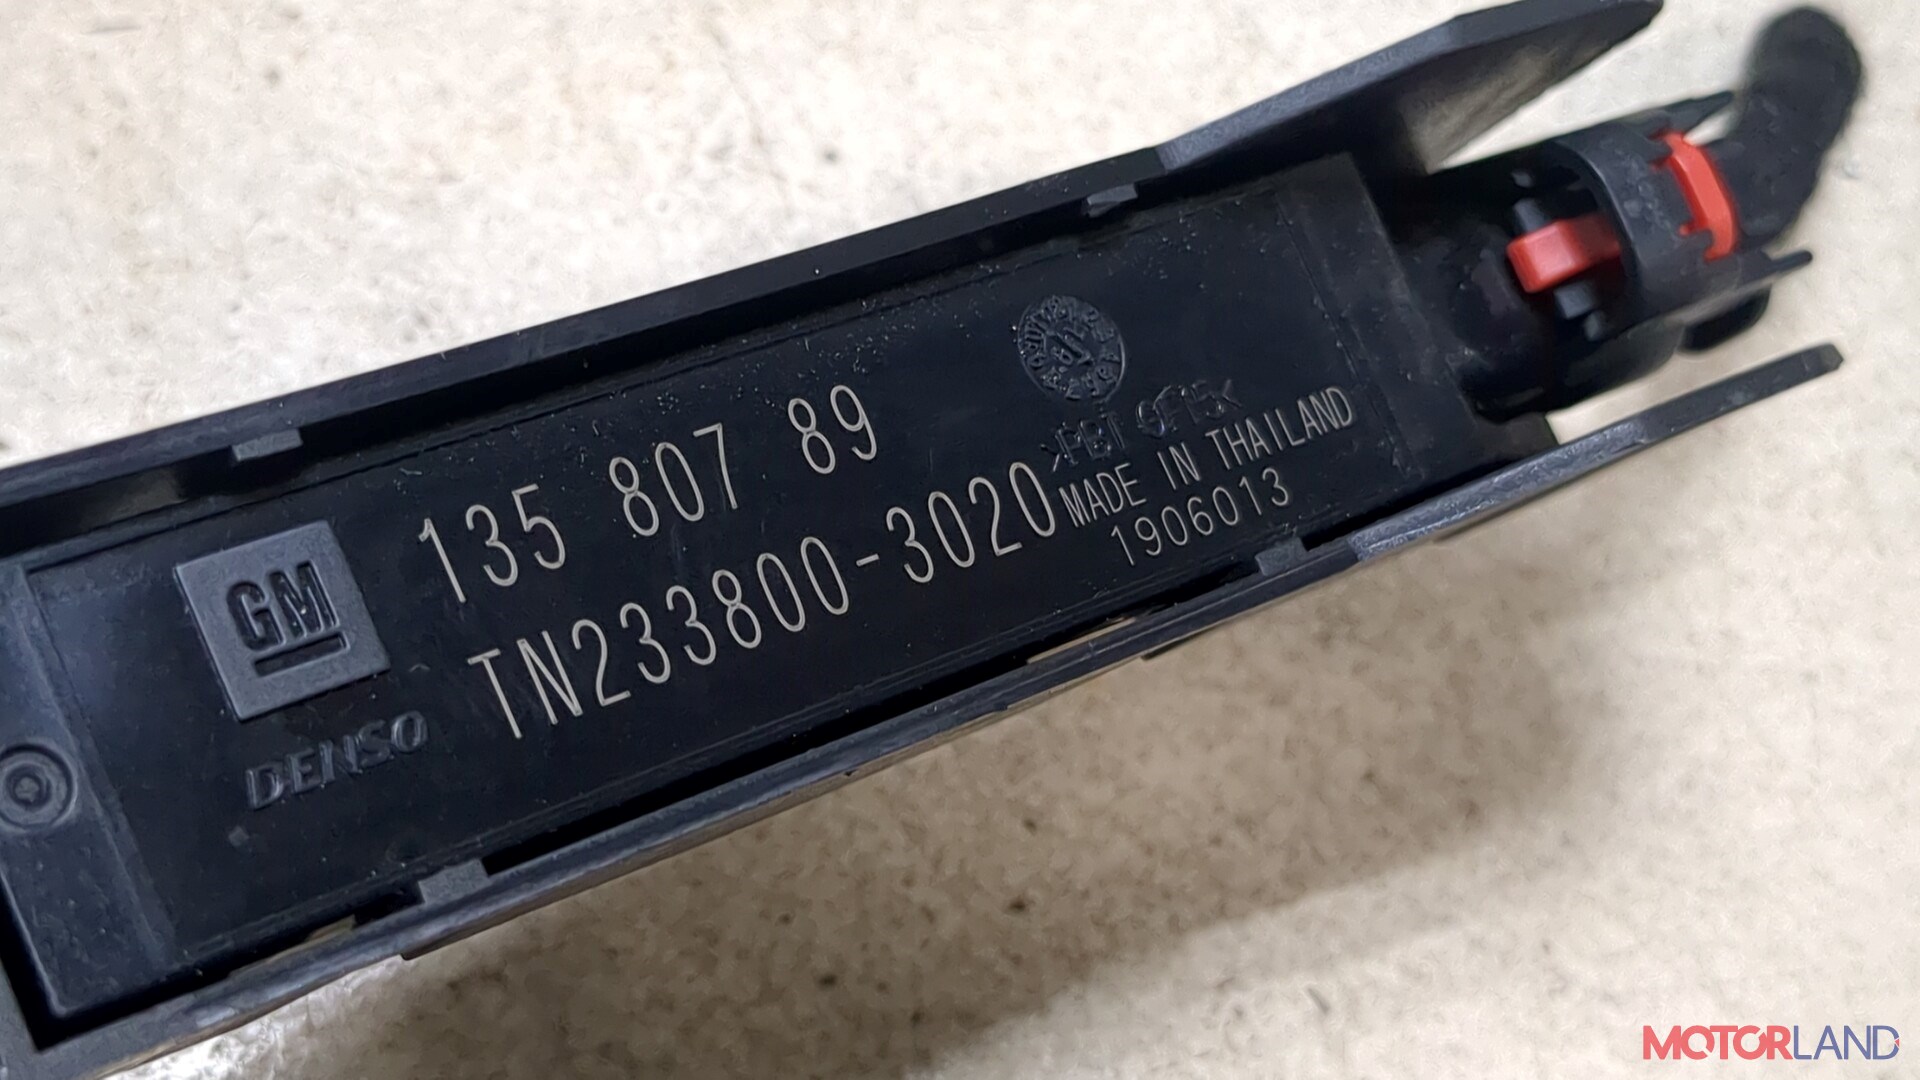 135 807 89
TN233800-3020
GM
DENSO
>PBT GF15<
MADE IN THAILAND
1906013
MOTORLAND